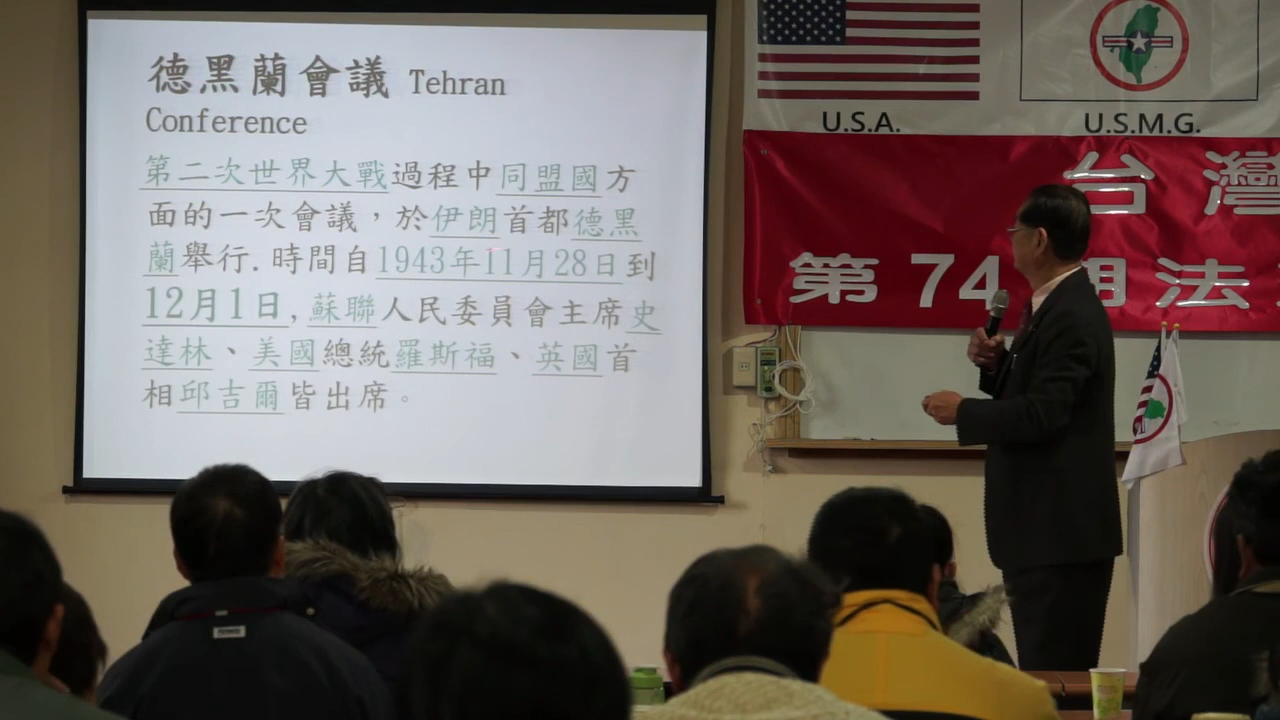 德黑蘭會議 Tehran
Conference
第二次世界大戰過程中同盟國方
面的一次會議，於伊朗首都德黑
蘭舉行.時間自1943年11月28日到
12月1日,蘇聯人民委員會主席史
達林、美國總統羅斯福、英國首
相邱吉爾皆出席。
U.S.A.
U.S.M.G.
台灣
第74期法